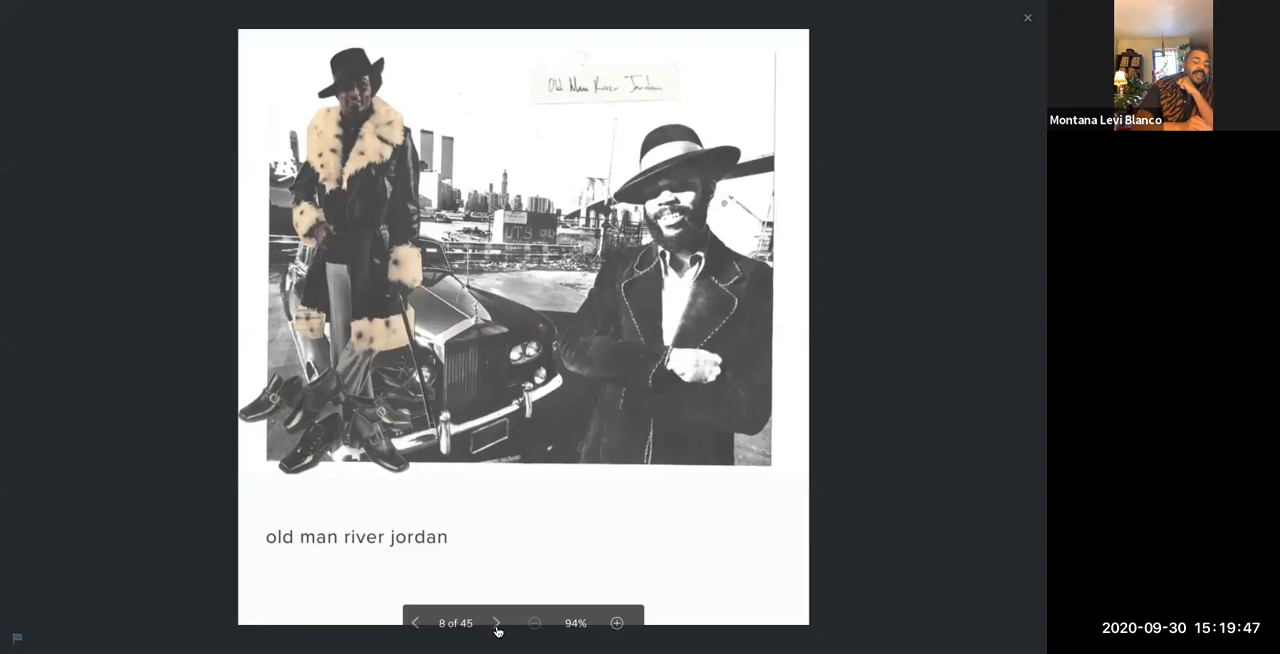 Old Man River Jordan
Montana Levi Blanco
old man river jordan
8 of 45
94%
2020-09-30 15:19:47